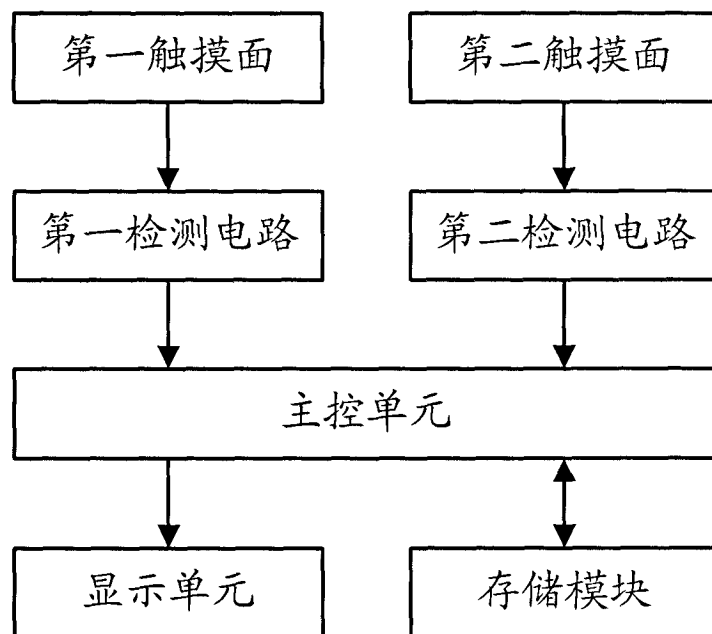 第一触摸面
第二触摸面
第一检测电路
第二检测电路
主控单元
显示单元
存储模块